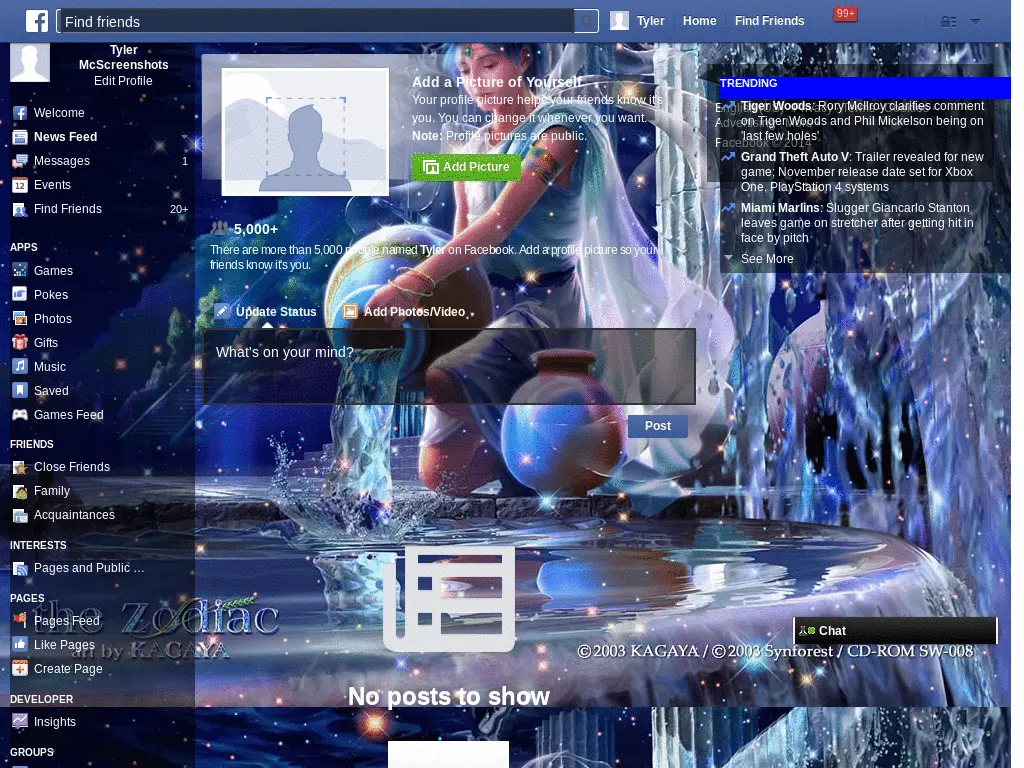 Find friends
Tyler
Home
Find Friends
99+
Tyler
McScreenshots
Edit Profile
Welcome
News Feed
Messages 1
Events
Find Friends 20+
APPS
Games
Pokes
Photos
Gifts
Music
Saved
Games Feed
FRIENDS
Close Friends
Family
Acquaintances
INTERESTS
Pages and Public ...
PAGES
Pages Feed
Like Pages
Create Page
DEVELOPER
Insights
GROUPS
the Zodiac
by KAGAYA
Add a Picture of Yourself
Your profile picture helps your friends know it's
you. You can change it whenever you want.
Note: Profile pictures are public.
Add Picture
5,000+
There are more than 5,000 people named Tyler on Facebook. Add a profile picture so your
friends know it's you.
Update Status
Add Photos/Video
What's on your mind?
Post
No posts to show
TRENDING
Tiger Woods: Rory McIlroy clarifies comment
on Tiger Woods and Phil Mickelson being on
'last few holes'
Facebook © 2014
Grand Theft Auto V: Trailer revealed for new
game; November release date set for Xbox
One, PlayStation 4 systems
Miami Marlins: Slugger Giancarlo Stanton
leaves game on stretcher after getting hit in
face by pitch
See More
Chat
©2003 KAGAYA / ©2003 Synforest / CD-ROM SW-008